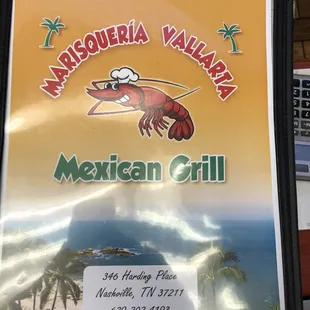 MARISQUERÍA VALLARTA
Mexican Grill
346 Harding Place
Nashville, TN 37211